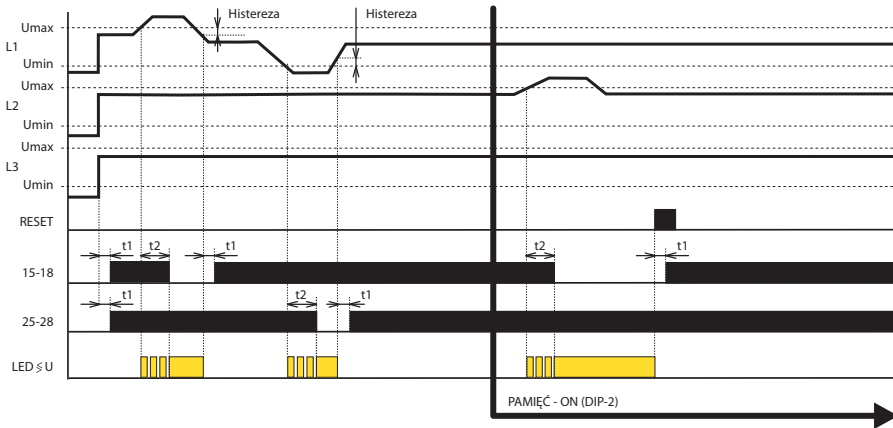 Histereza
Histereza
Umax
L1
Umin
Umax
L2
Umin
Umax
L3
Umin
RESET
t1
t2
t1
t2
t1
15-18
t1
t2
t1
25-28
LED ≶ U
PAMIĘĆ - ON (DIP-2)